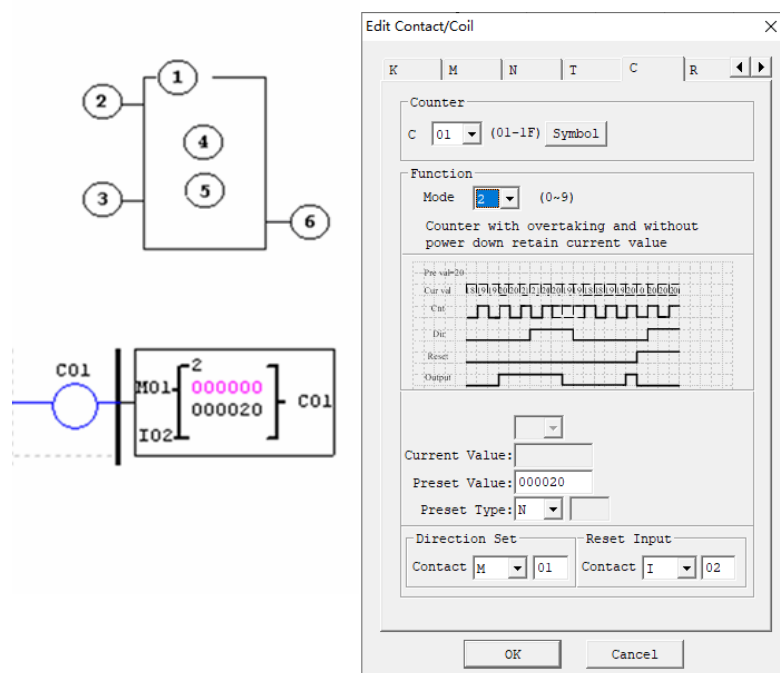 1
2
3
4
5
6
C01
2
M01
000000
000020
C01
I02
Edit Contact/Coil
K M N T C R
Counter
C 01 (01-1F) Symbol
Function
Mode 2 (0~9)
Counter with overtaking and without
power down retain current value
Pre val=20
Cur val
Cnt
Dir
Reset
Output
Current Value:
Preset Value: 000020
Preset Type: N
Direction Set
Contact M 01
Reset Input
Contact I 02
OK Cancel